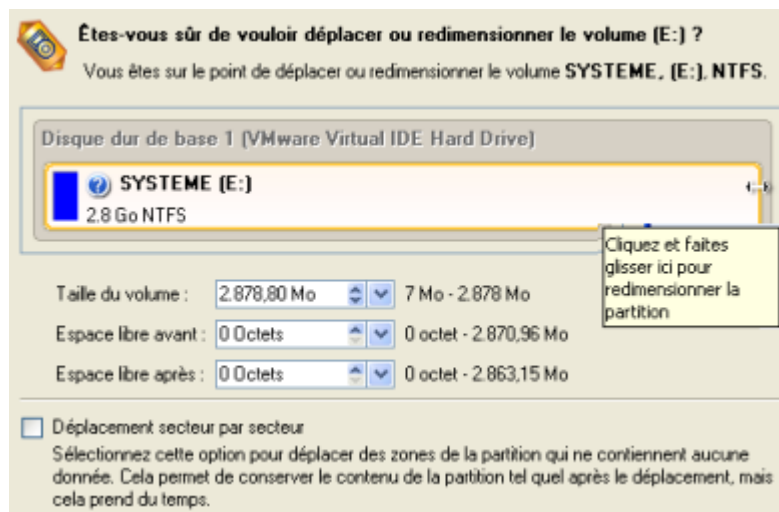 Êtes-vous sûr de vouloir déplacer ou redimensionner le volume (E:) ?
Vous êtes sur le point de déplacer ou redimensionner le volume SYSTEME, (E:), NTFS.
Disque dur de base 1 (VMware Virtual IDE Hard Drive)
SYSTEME (E:)
2.8 Go NTFS
Cliquez et faites
glisser ici pour
redimensionner la
partition
Taille du volume : 2.878,80 Mo 7 Mo - 2.878 Mo
Espace libre avant : 0 Octets 0 octet - 2.870,96 Mo
Espace libre après : 0 Octets 0 octet - 2.863,15 Mo
Déplacement secteur par secteur
Sélectionnez cette option pour déplacer des zones de la partition qui ne contiennent aucune
donnée. Cela permet de conserver le contenu de la partition tel quel après le déplacement, mais
cela prend du temps.